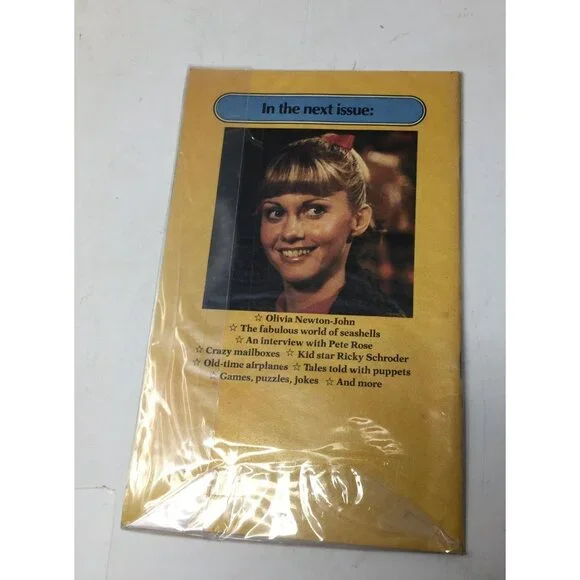 In the next issue:
☆ Olivia Newton-John
☆ The fabulous world of seashells
☆ An interview with Pete Rose
☆ Crazy mailboxes ☆ Kid star Ricky Schroder
☆ Old-time airplanes ☆ Tales told with puppets
☆ Games, puzzles, jokes ☆ And more